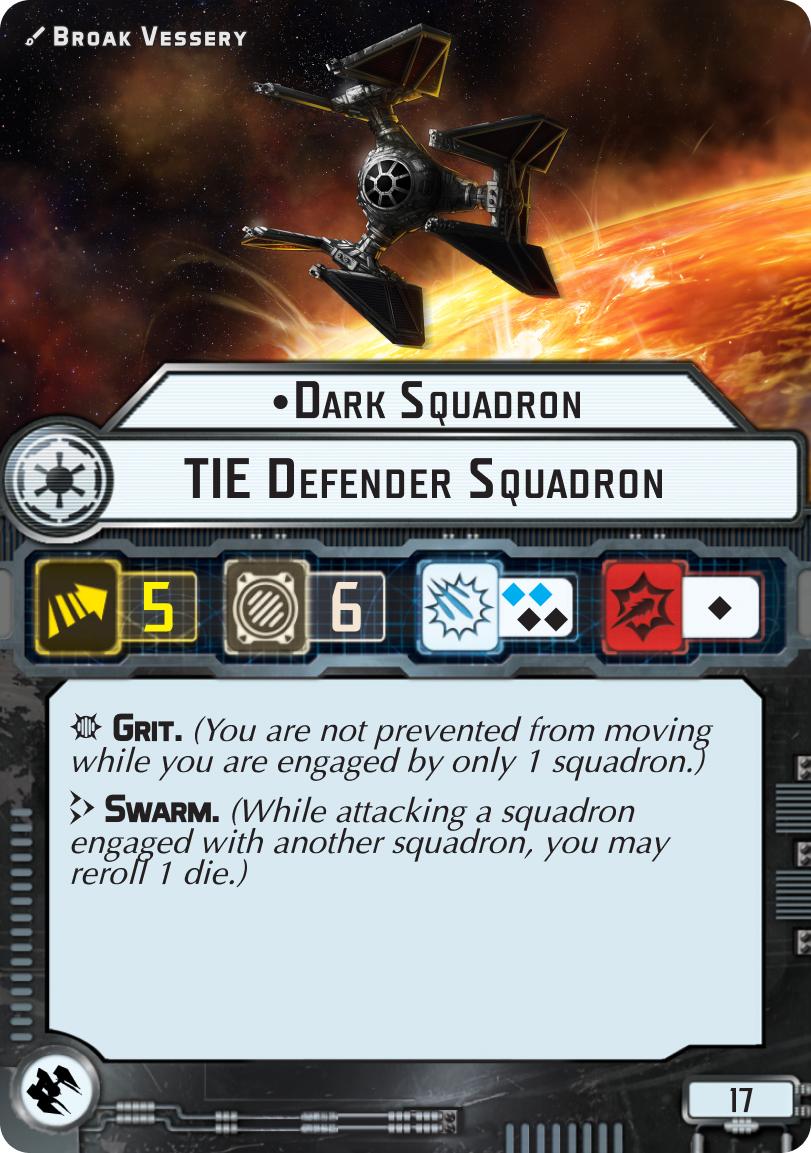 Broak Vessery
•Dark Squadron
TIE Defender Squadron
5 6
Grit. (You are not prevented from moving
while you are engaged by only 1 squadron.)
Swarm. (While attacking a squadron
engaged with another squadron, you may
reroll 1 die.)
17